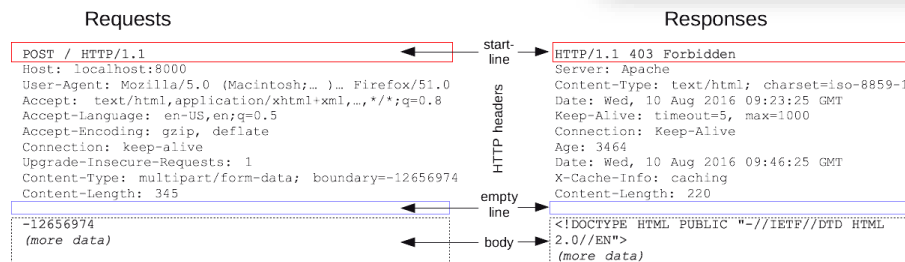 Requests
POST / HTTP/1.1
Host: localhost:8000
User-Agent: Mozilla/5.0 (Macintosh;… )… Firefox/51.0
Accept: text/html,application/xhtml+xml,…,*/*;q=0.8
Accept-Language: en-US,en;q=0.5
Accept-Encoding: gzip, deflate
Connection: keep-alive
Upgrade-Insecure-Requests: 1
Content-Type: multipart/form-data; boundary=-12656974
Content-Length: 345
-12656974
(more data)
start-
line
HTTP headers
empty
line
body
Responses
HTTP/1.1 403 Forbidden
Server: Apache
Content-Type: text/html; charset=iso-8859-1
Date: Wed, 10 Aug 2016 09:23:25 GMT
Keep-Alive: timeout=5, max=1000
Connection: Keep-Alive
Age: 3464
Date: Wed, 10 Aug 2016 09:46:25 GMT
X-Cache-Info: caching
Content-Length: 220
<!DOCTYPE HTML PUBLIC "-//IETF//DTD HTML
2.0//EN">
(more data)